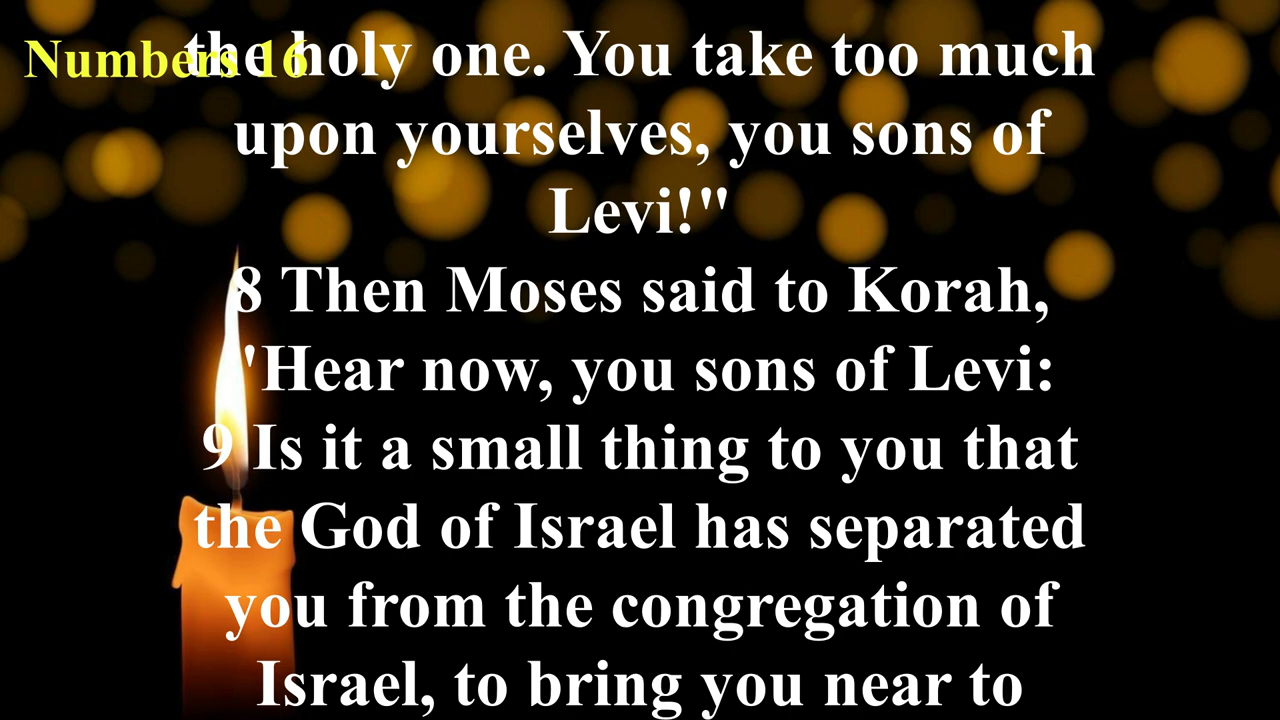 Numbers 16
the holy one. You take too much
upon yourselves, you sons of
Levi!"
8 Then Moses said to Korah,
'Hear now, you sons of Levi:
9 Is it a small thing to you that
the God of Israel has separated
you from the congregation of
Israel, to bring you near to